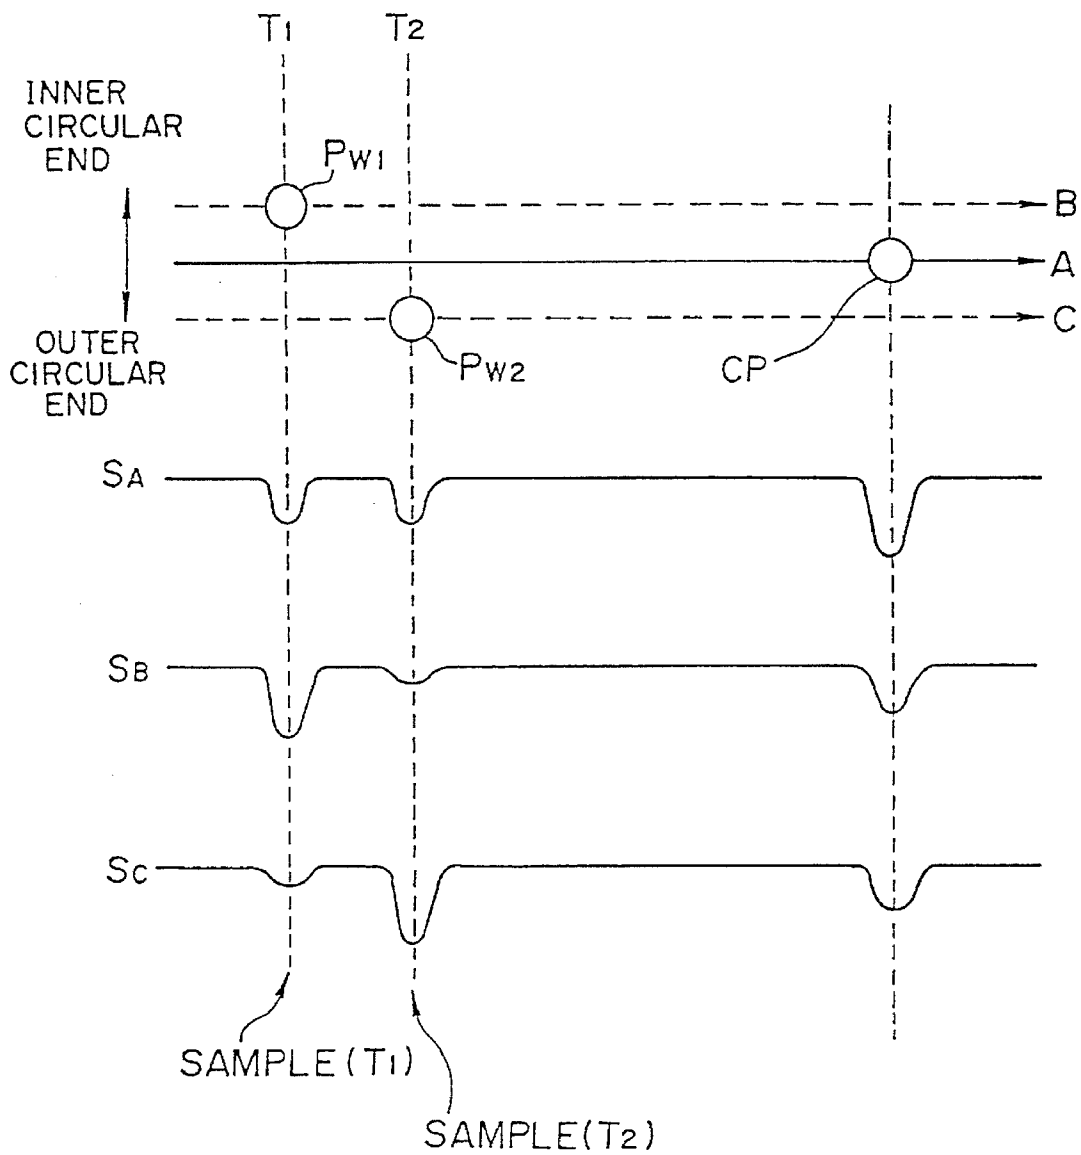 T1
T2
INNER
CIRCULAR
END
PW1
B
A
C
OUTER
CIRCULAR
END
PW2
CP
SA
SB
SC
SAMPLE(T1)
SAMPLE(T2)